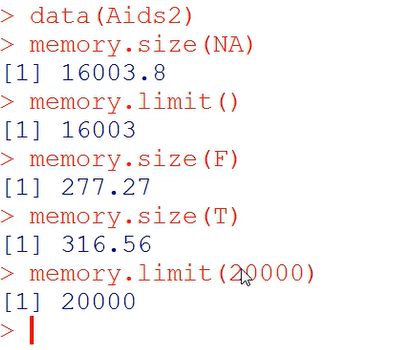 > data(Aids2)
> memory.size(NA)
[1] 16003.8
> memory.limit()
[1] 16003
> memory.size(F)
[1] 277.27
> memory.size(T)
[1] 316.56
> memory.limit(20000)
[1] 20000
>